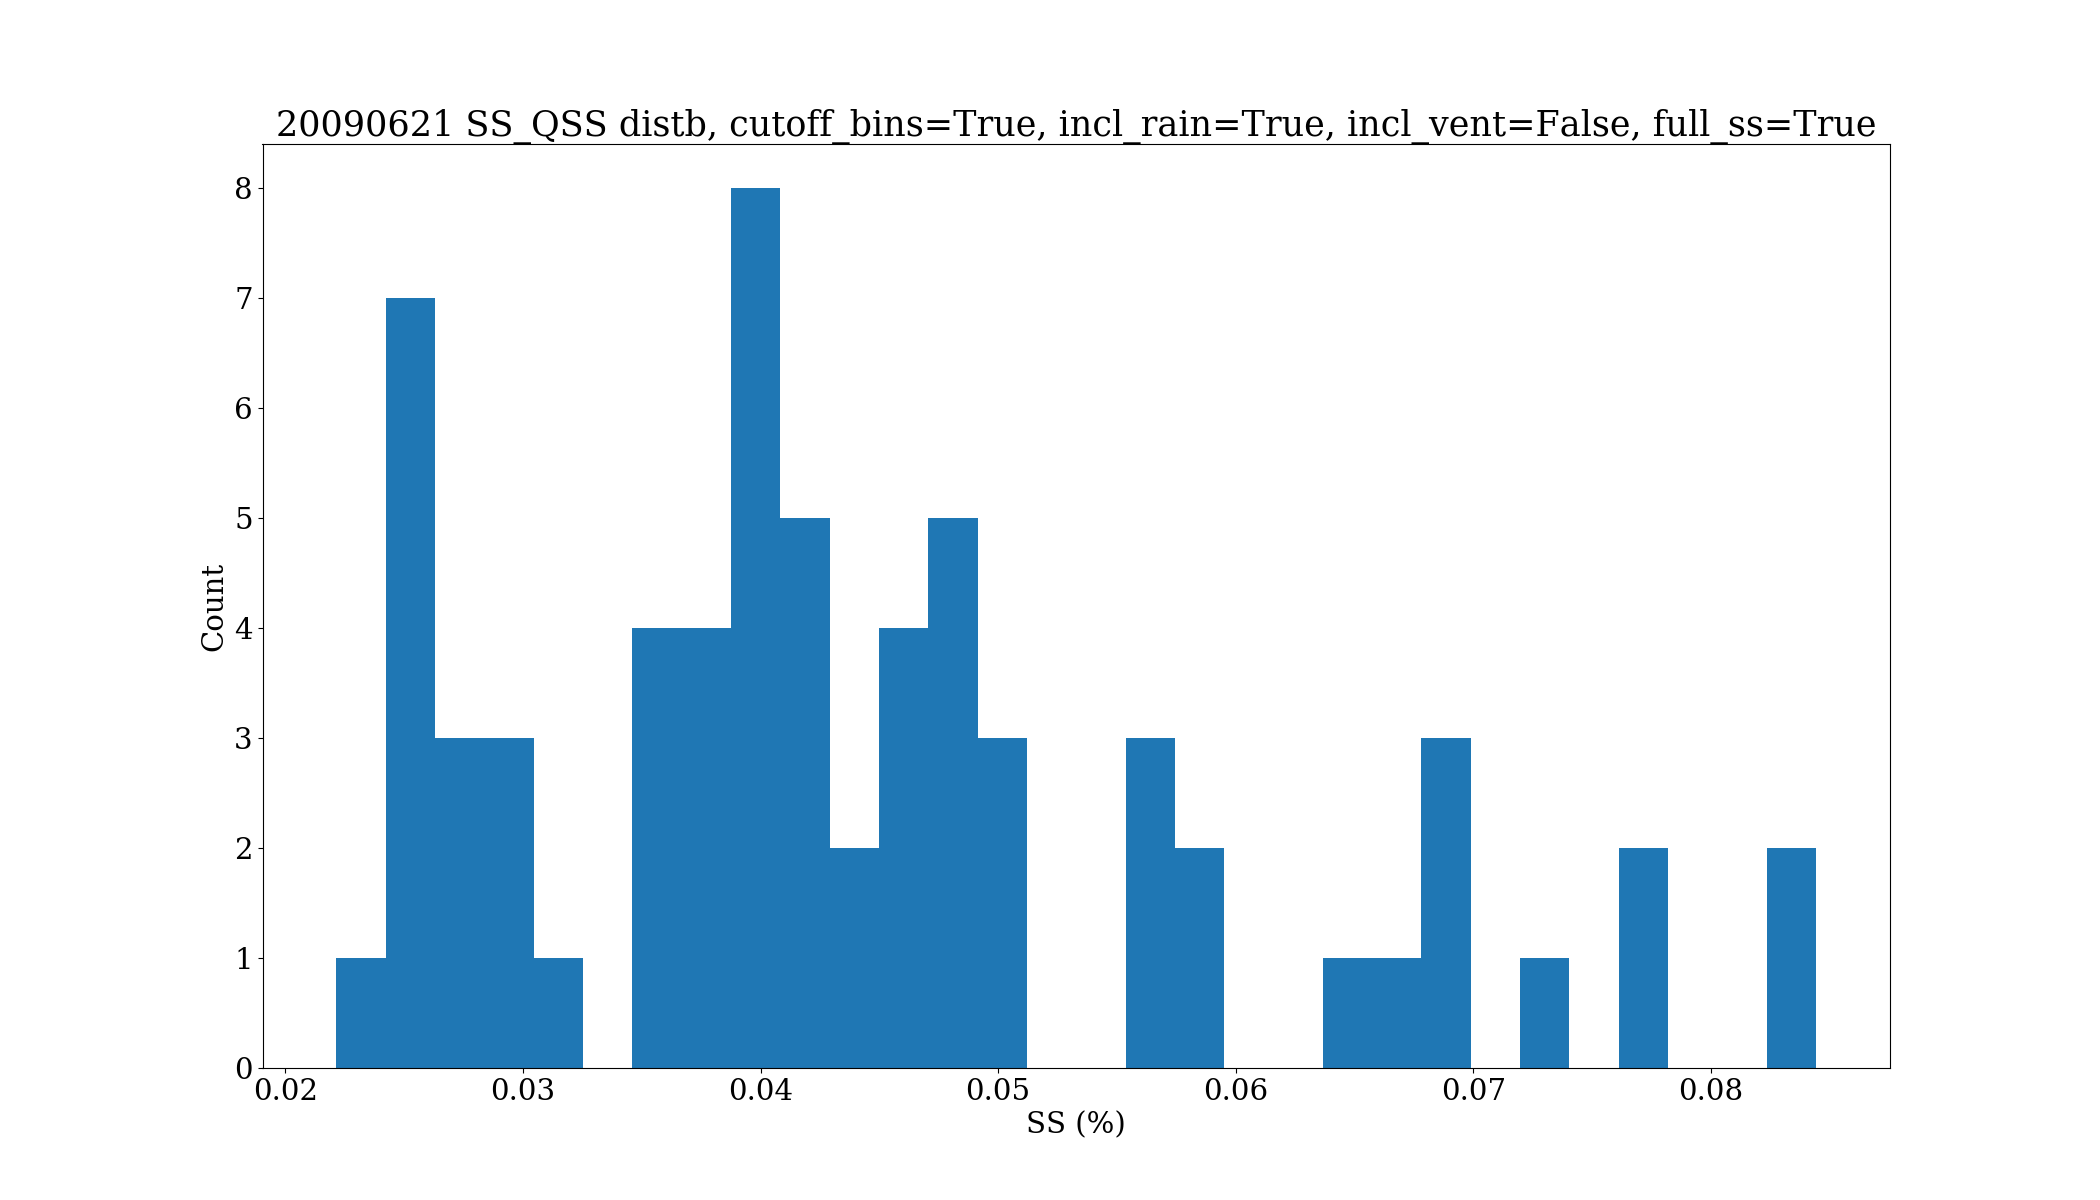 20090621 SS_QSS distb, cutoff_bins=True, incl_rain=True, incl_vent=False, full_ss=True
8
7
6
5
4
3
2
1
0
Count
0.02 0.03 0.04 0.05 0.06 0.07 0.08
SS (%)